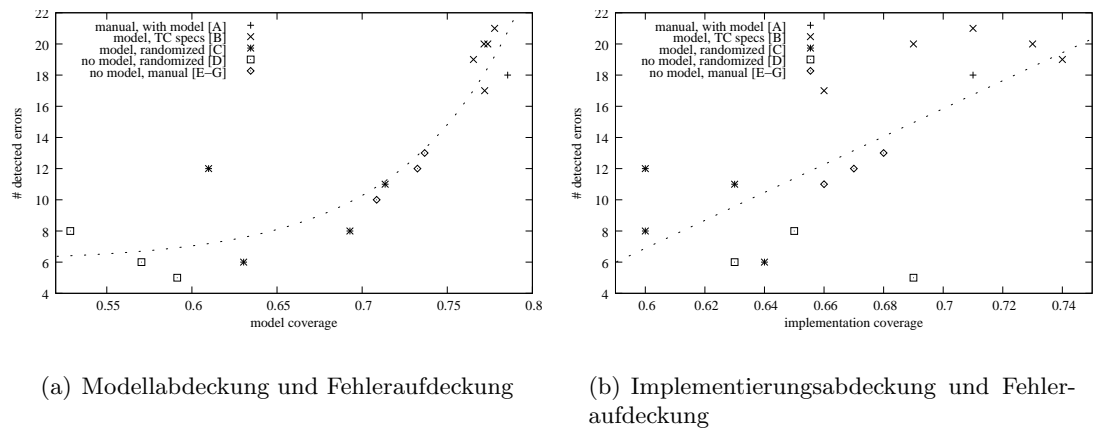 manual, with model [A]
model, TC specs [B]
model, randomized [C]
no model, randomized [D]
no model, manual [E−G]
# detected errors
22
20
18
16
14
12
10
8
6
4
0.55
0.6
0.65
0.7
0.75
0.8
model coverage
(a) Modellabdeckung und Fehleraufdeckung
manual, with model [A]
model, TC specs [B]
model, randomized [C]
no model, randomized [D]
no model, manual [E−G]
# detected errors
22
20
18
16
14
12
10
8
6
4
0.6
0.62
0.64
0.66
0.68
0.7
0.72
0.74
implementation coverage
(b) Implementierungsabdeckung und Fehler-
aufdeckung